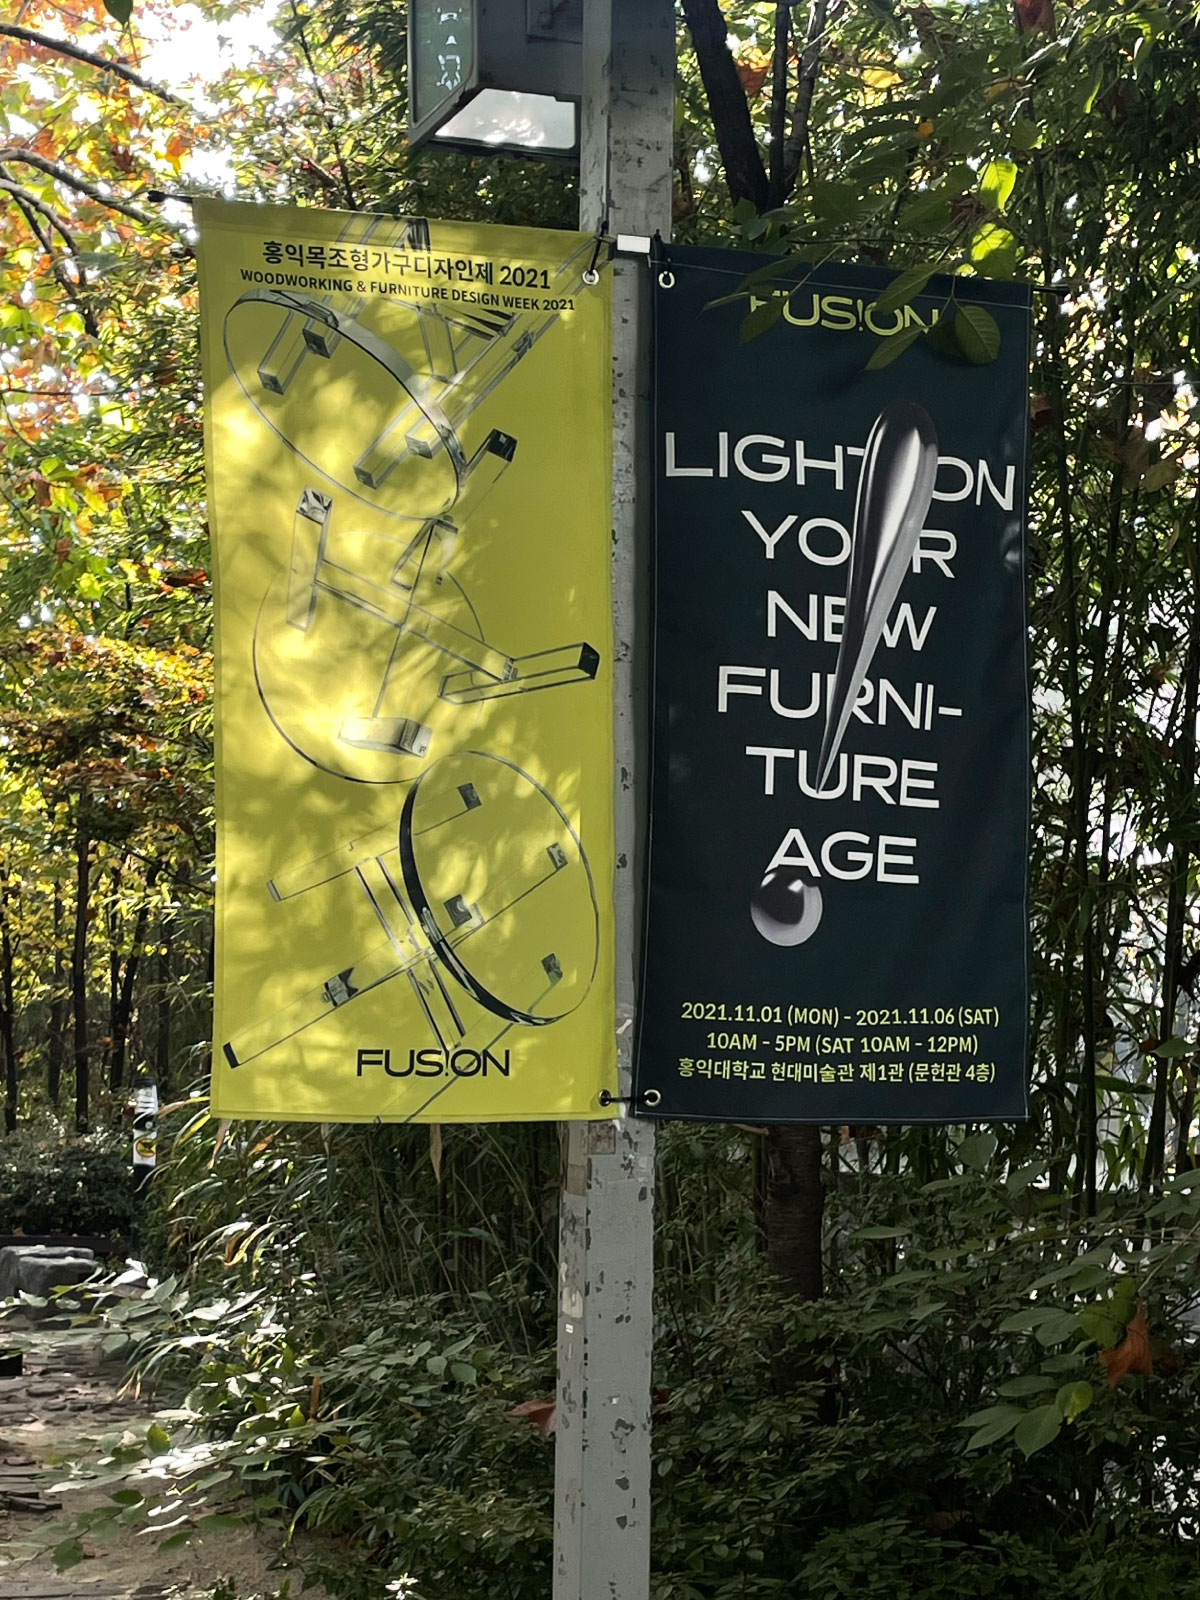 홍익목조형가구디자인제 2021
WOODWORKING & FURNITURE DESIGN WEEK 2021
FUS!ON
FUS!ON
LIGHT ON
YOUR
NEW
FURNI-
TURE
AGE
2021.11.01 (MON) - 2021.11.06 (SAT)
10AM - 5PM (SAT 10AM - 12PM)
홍익대학교 현대미술관 제1관 (문헌관 4층)